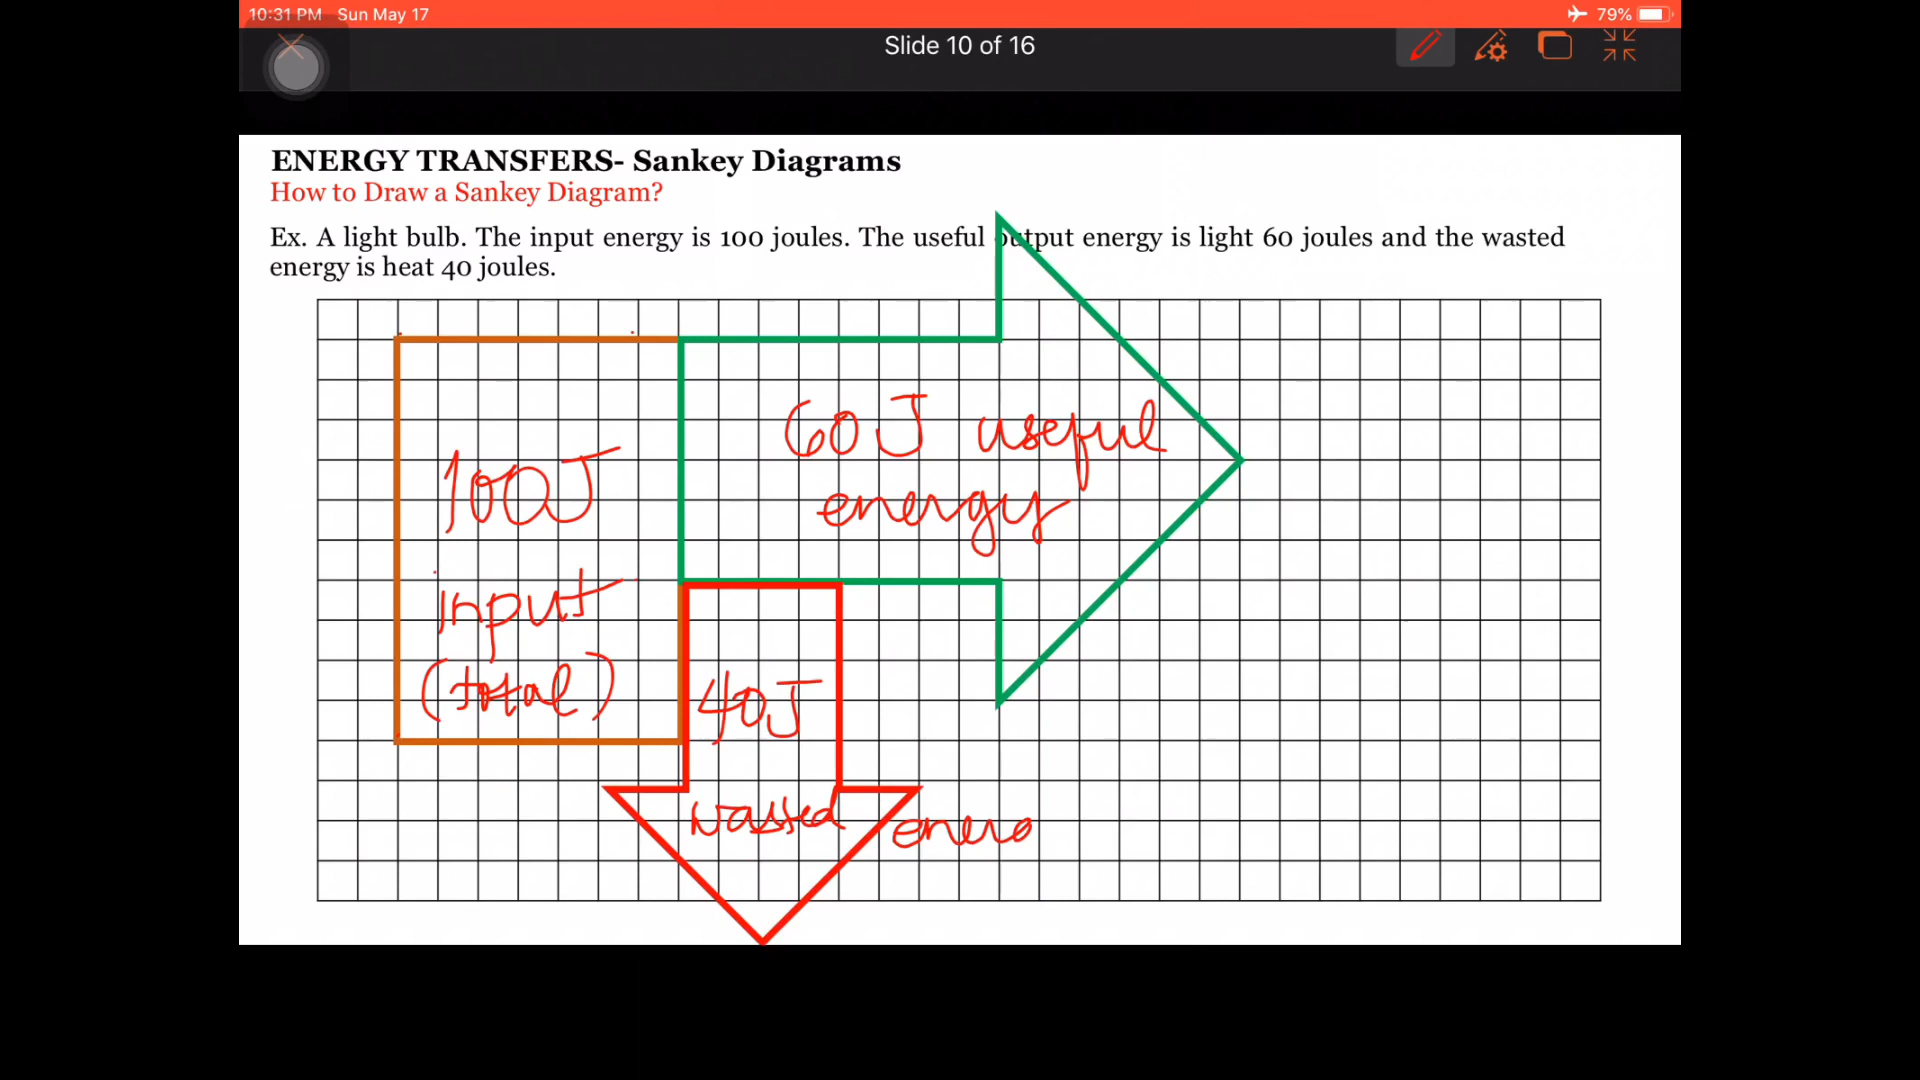 10:31 PM Sun May 17
79%
Slide 10 of 16
ENERGY TRANSFERS- Sankey Diagrams
How to Draw a Sankey Diagram?
Ex. A light bulb. The input energy is 100 joules. The useful output energy is light 60 joules and the wasted
energy is heat 40 joules.
60 J useful
energy
100J
input
(total)
40J
wasted enero